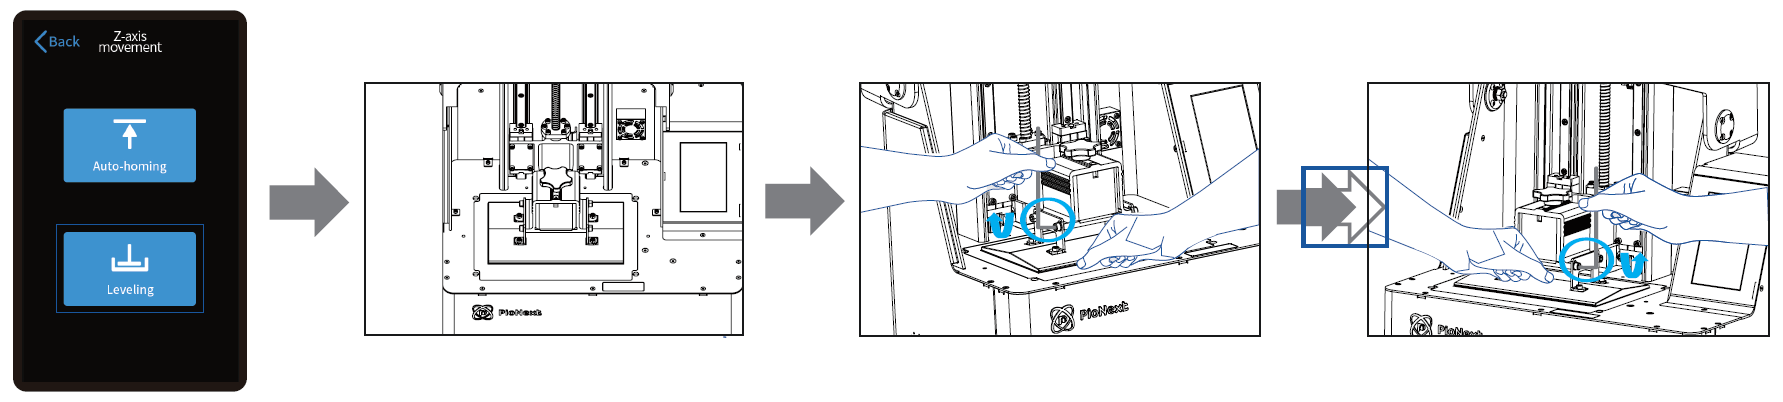 Back
Z-axis
movement
Auto-homing
Leveling
PioNext
PioNext
PioNext